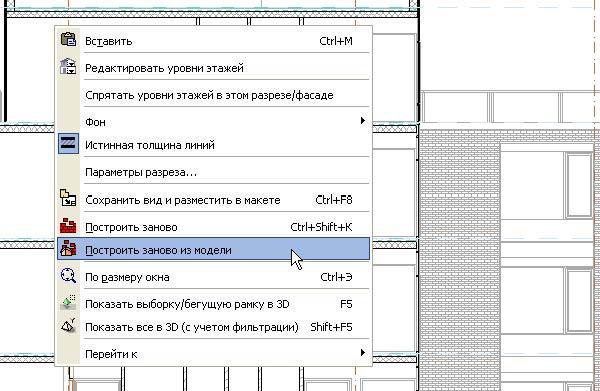 Вставить Ctrl+M
Редактировать уровни этажей
Спрятать уровни этажей в этом разрезе/фасаде
Фон
Истинная толщина линий
Параметры разреза...
Сохранить вид и разместить в макете Ctrl+F8
Построить заново Ctrl+Shift+K
Построить заново из модели
По размеру окна Ctrl+Э
Показать выборку/бегущую рамку в 3D F5
Показать все в 3D (с учетом фильтрации) Shift+F5
Перейти к